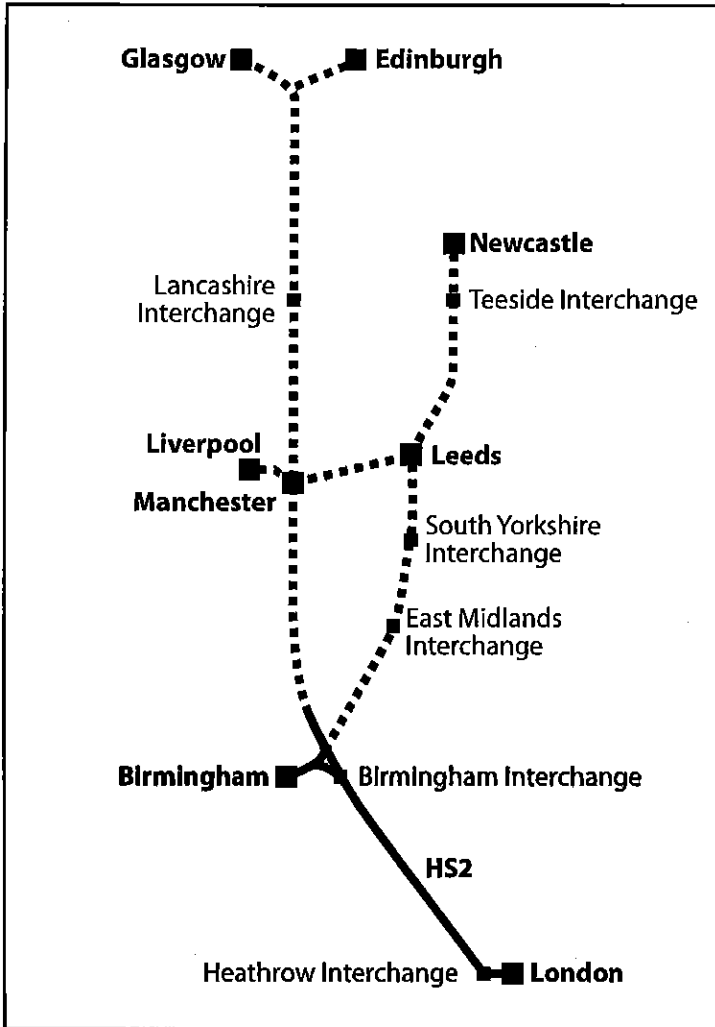 Glasgow
Edinburgh
Newcastle
Lancashire
Interchange
Teeside Interchange
Liverpool
Leeds
Manchester
South Yorkshire
Interchange
East Midlands
Interchange
Birmingham
Birmingham Interchange
HS2
Heathrow Interchange
London